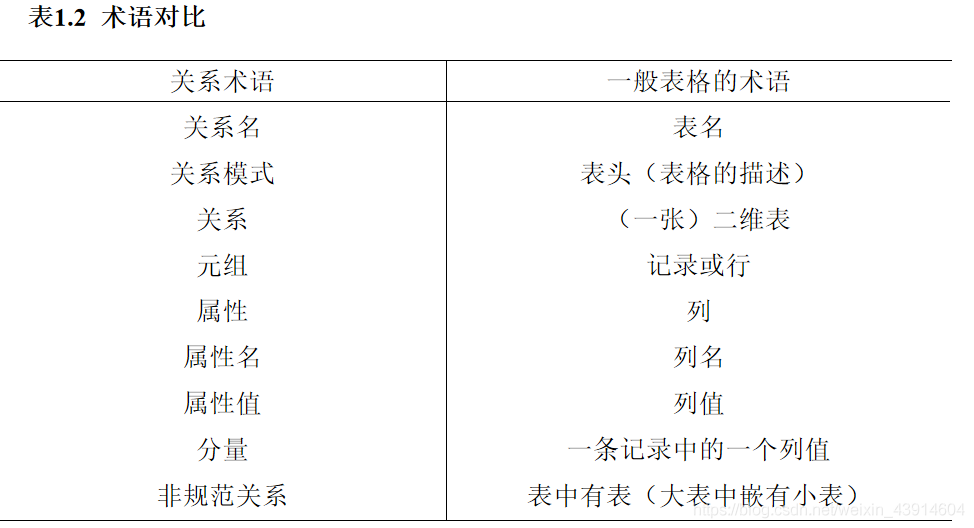 表1.2 术语对比
关系术语 一般表格的术语
关系名 表名
关系模式 表头（表格的描述）
关系 （一张）二维表
元组 记录或行
属性 列
属性名 列名
属性值 列值
分量 一条记录中的一个列值
非规范关系 表中有表（大表中嵌有小表）
https://blog.csdn.net/weixin_43914604